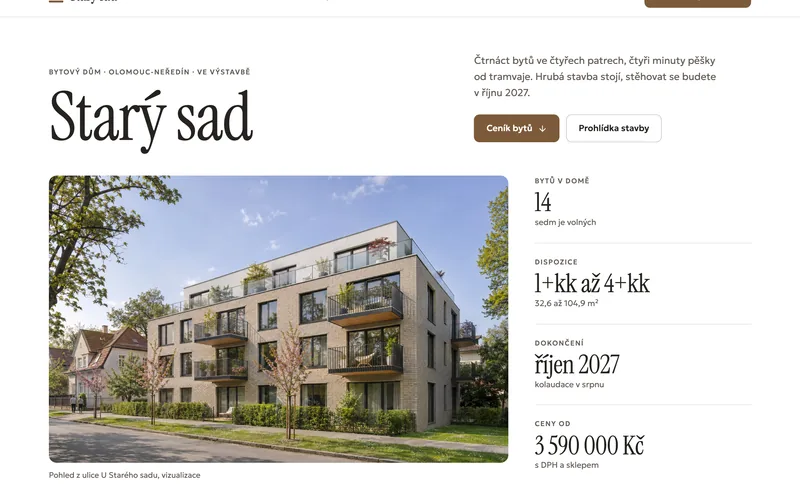 BYTOVÝ DŮM · OLOMOUC-NEŘEDÍN · VE VÝSTAVBĚ
Starý sad
Čtrnáct bytů ve čtyřech patrech, čtyři minuty pěšky
od tramvaje. Hrubá stavba stojí, stěhovat se budete
v říjnu 2027.
Ceník bytů ↓
Prohlídka stavby
BYTŮ V DOMĚ
14
sedm je volných
DISPOZICE
1+kk až 4+kk
32,6 až 104,9 m²
DOKONČENÍ
říjen 2027
kolaudace v srpnu
CENY OD
3 590 000 Kč
s DPH a sklepem
Pohled z ulice U Starého sadu, vizualizace